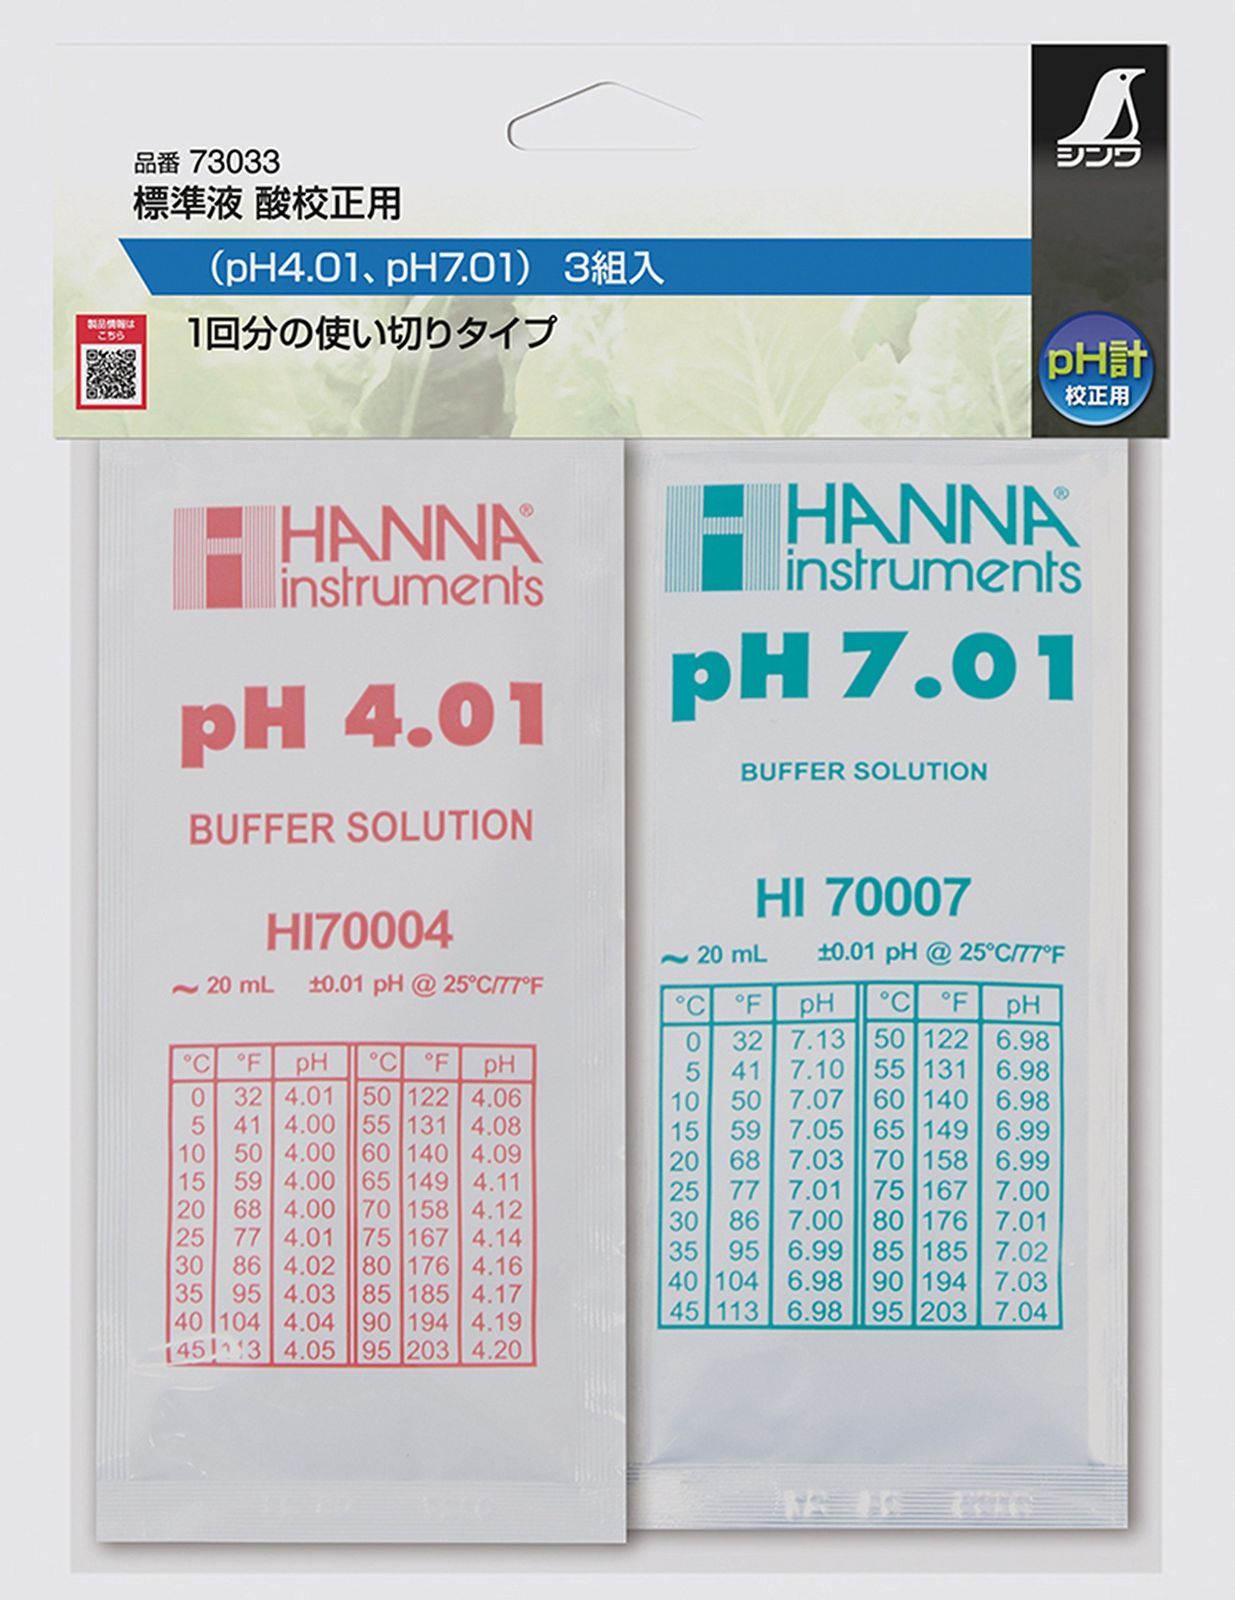 シンワ
品番 73033
標準液 酸校正用
（pH4.01、pH7.01） 3組入
1回分の使い切りタイプ
製品情報は
こちら
pH計
校正用
HANNA®
instruments
pH 4.01
BUFFER SOLUTION
HI70004
~ 20 mL ±0.01 pH @ 25°C/77°F
°C °F pH °C °F pH
0 32 4.01 50 122 4.06
5 41 4.00 55 131 4.08
10 50 4.00 60 140 4.09
15 59 4.00 65 149 4.11
20 68 4.00 70 158 4.12
25 77 4.01 75 167 4.14
30 86 4.02 80 176 4.16
35 95 4.03 85 185 4.17
40 104 4.04 90 194 4.19
45 113 4.05 95 203 4.20
HANNA®
instruments
pH 7.01
BUFFER SOLUTION
HI 70007
~ 20 mL ±0.01 pH @ 25°C/77°F
°C °F pH °C °F pH
0 32 7.13 50 122 6.98
5 41 7.10 55 131 6.98
10 50 7.07 60 140 6.98
15 59 7.05 65 149 6.99
20 68 7.03 70 158 6.99
25 77 7.01 75 167 7.00
30 86 7.00 80 176 7.01
35 95 6.99 85 185 7.02
40 104 6.98 90 194 7.03
45 113 6.98 95 203 7.04